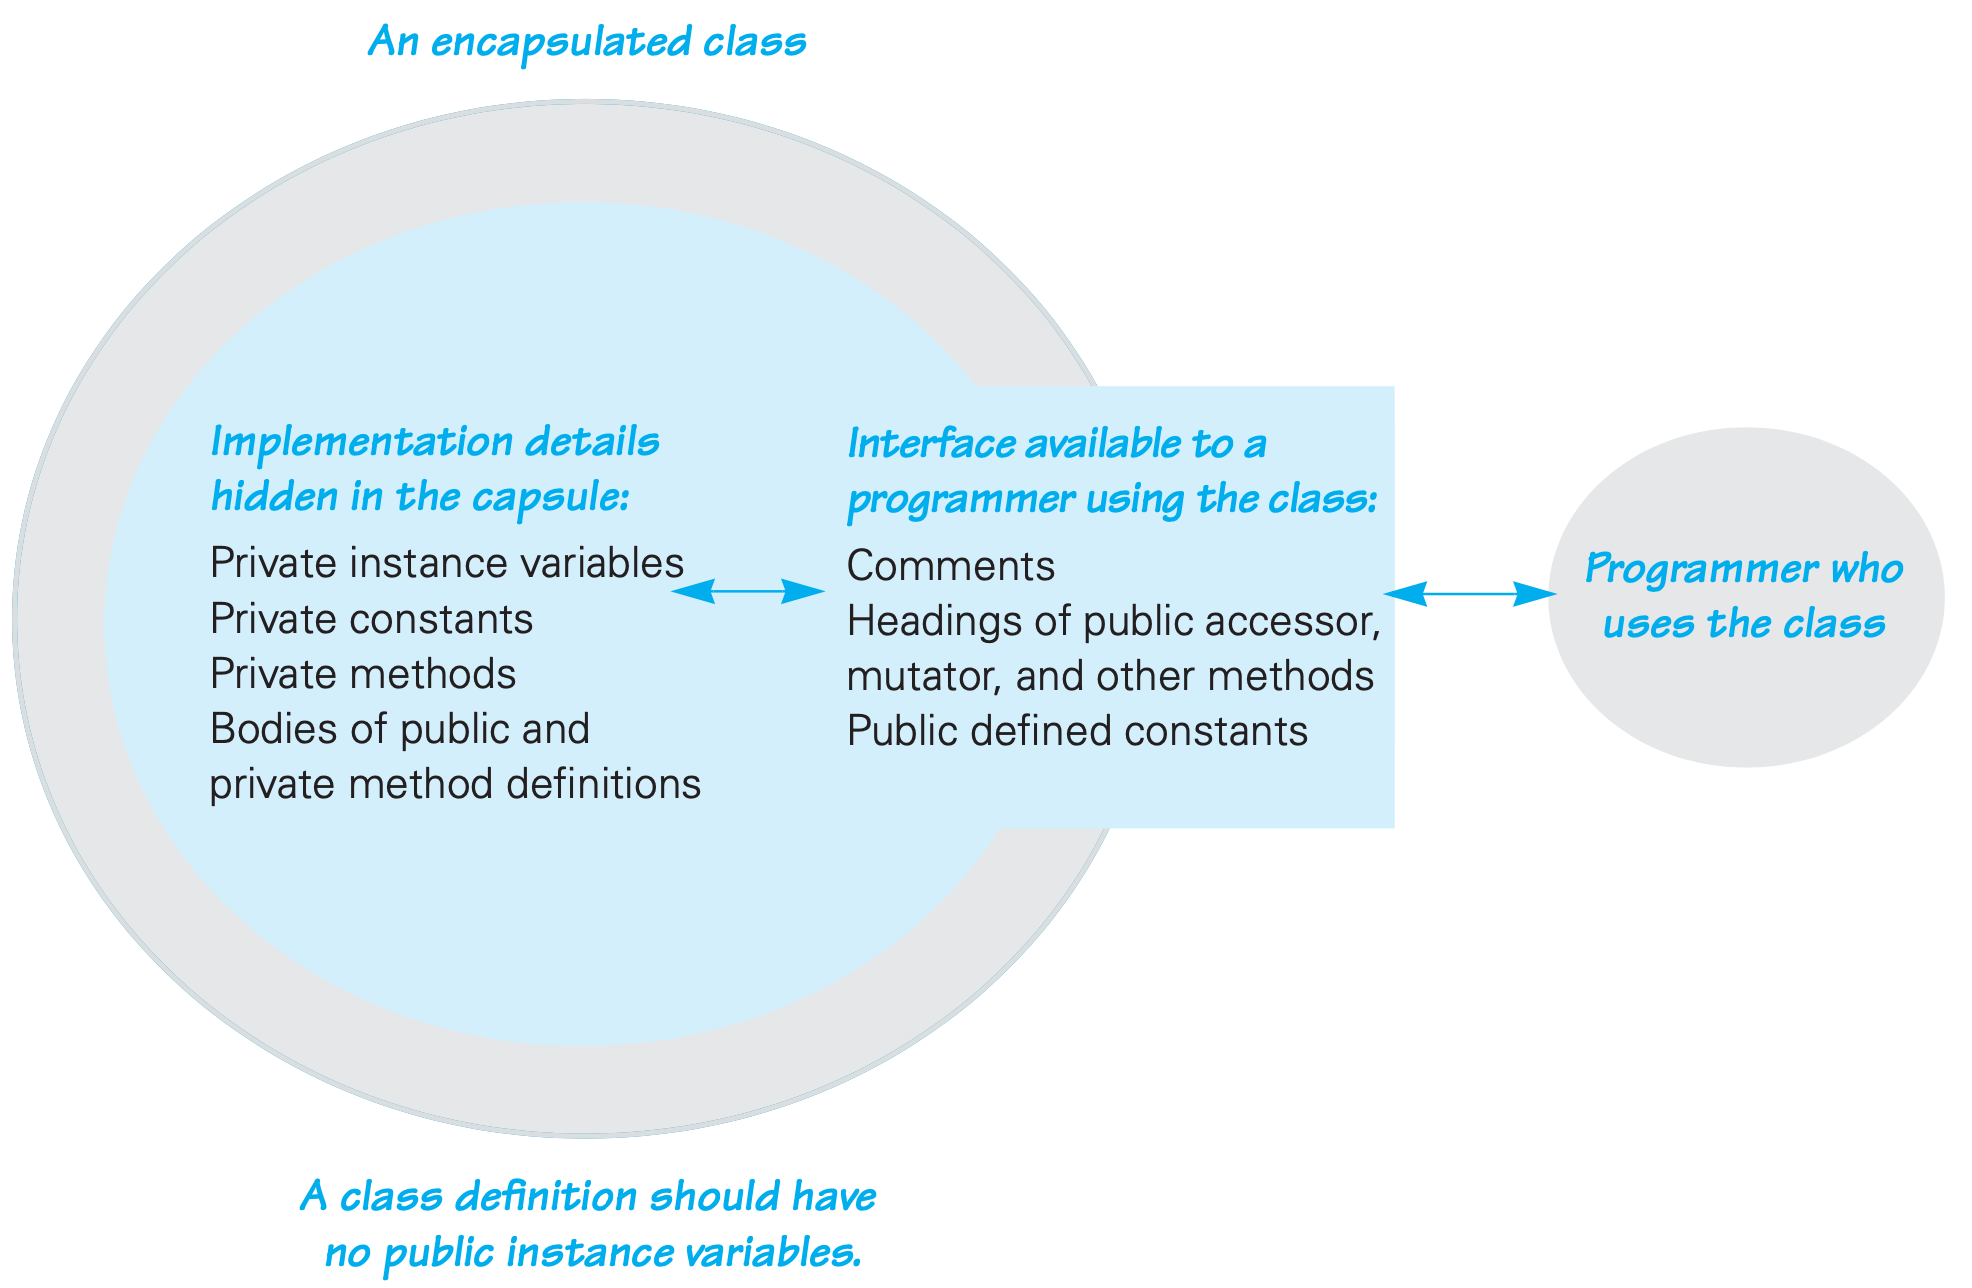 An encapsulated class
Implementation details
hidden in the capsule:
Private instance variables
Private constants
Private methods
Bodies of public and
private method definitions
Interface available to a
programmer using the class:
Comments
Headings of public accessor,
mutator, and other methods
Public defined constants
Programmer who
uses the class
A class definition should have
no public instance variables.